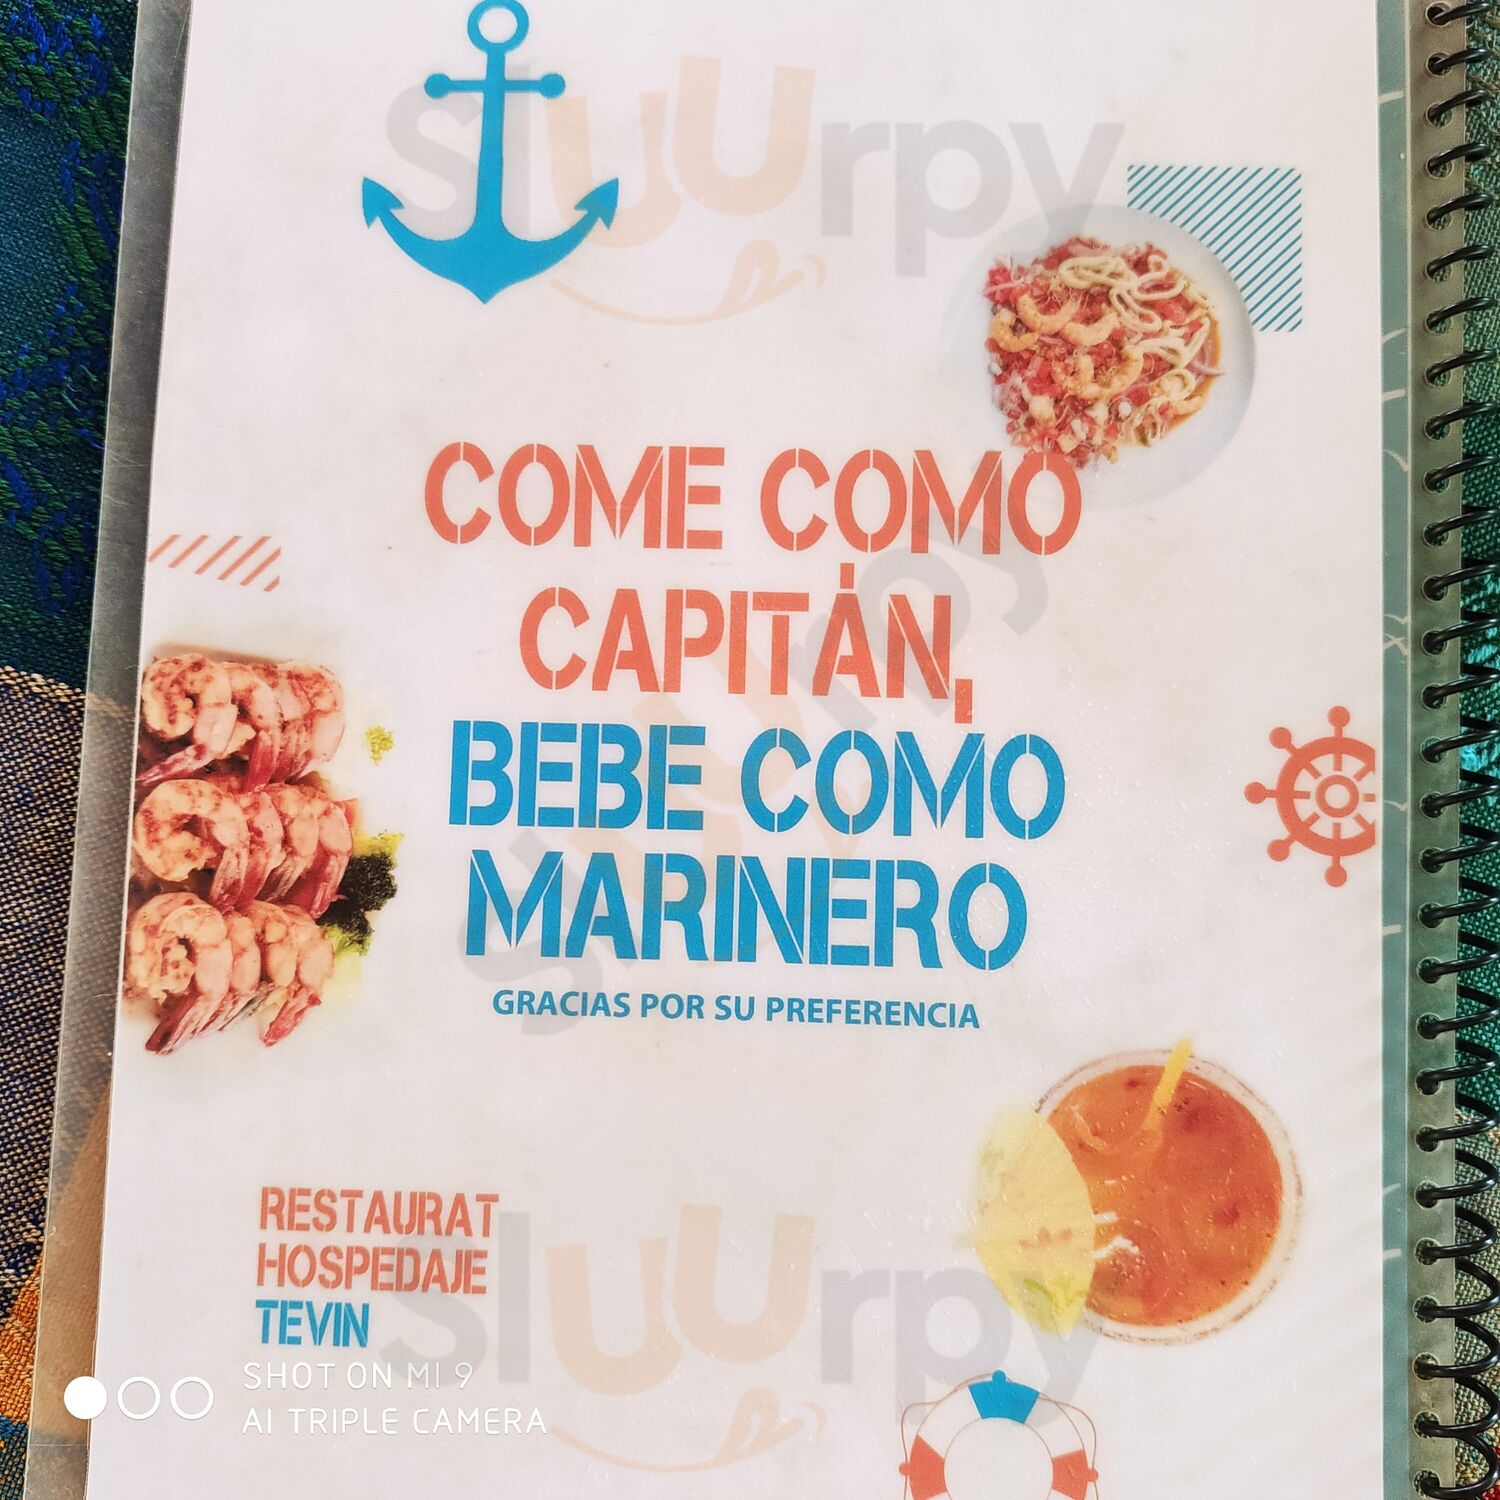 sluurpy
COME COMO
CAPITÁN,
BEBE COMO
MARINERO
sluurpy
GRACIAS POR SU PREFERENCIA
RESTAURAT
HOSPEDAJE
TEVIN
sluurpy
SHOT ON MI 9
AI TRIPLE CAMERA